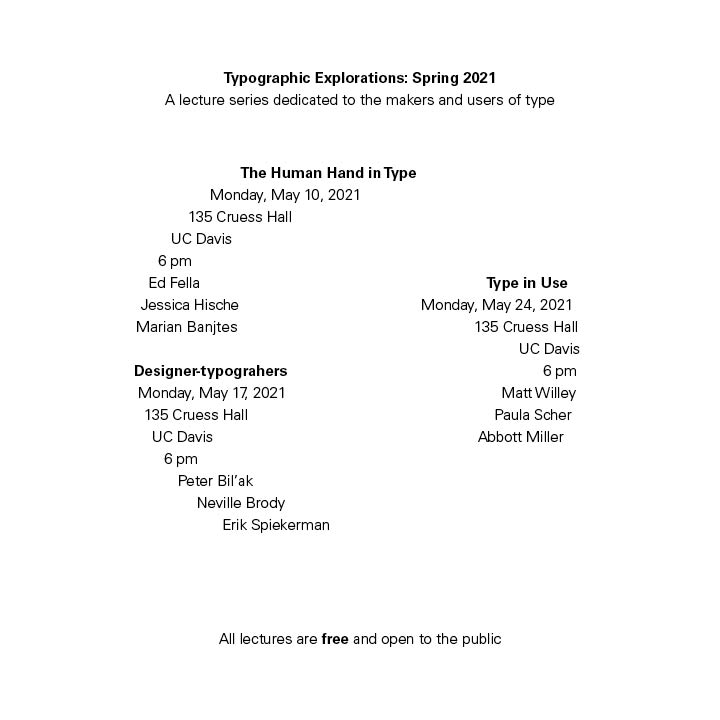 Typographic Explorations: Spring 2021
A lecture series dedicated to the makers and users of type
The Human Hand in Type
Monday, May 10, 2021
135 Cruess Hall
UC Davis
6 pm
Ed Fella
Jessica Hische
Marian Banjtes
Designer-typograhers
Monday, May 17, 2021
135 Cruess Hall
UC Davis
6 pm
Peter Bil’ak
Neville Brody
Erik Spiekerman
Type in Use
Monday, May 24, 2021
135 Cruess Hall
UC Davis
6 pm
Matt Willey
Paula Scher
Abbott Miller
All lectures are free and open to the public